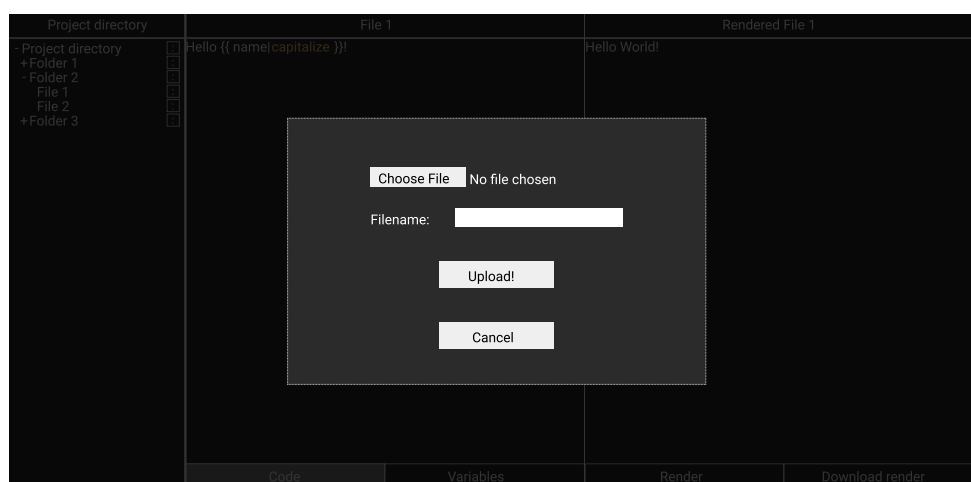 Project directory
File 1
Rendered File 1
- Project directory
+ Folder 1
- Folder 2
File 1
File 2
+ Folder 3
Hello {{ name|capitalize }}!
Hello World!
Choose File No file chosen
Filename:
Upload!
Cancel
Code
Variables
Render
Download render